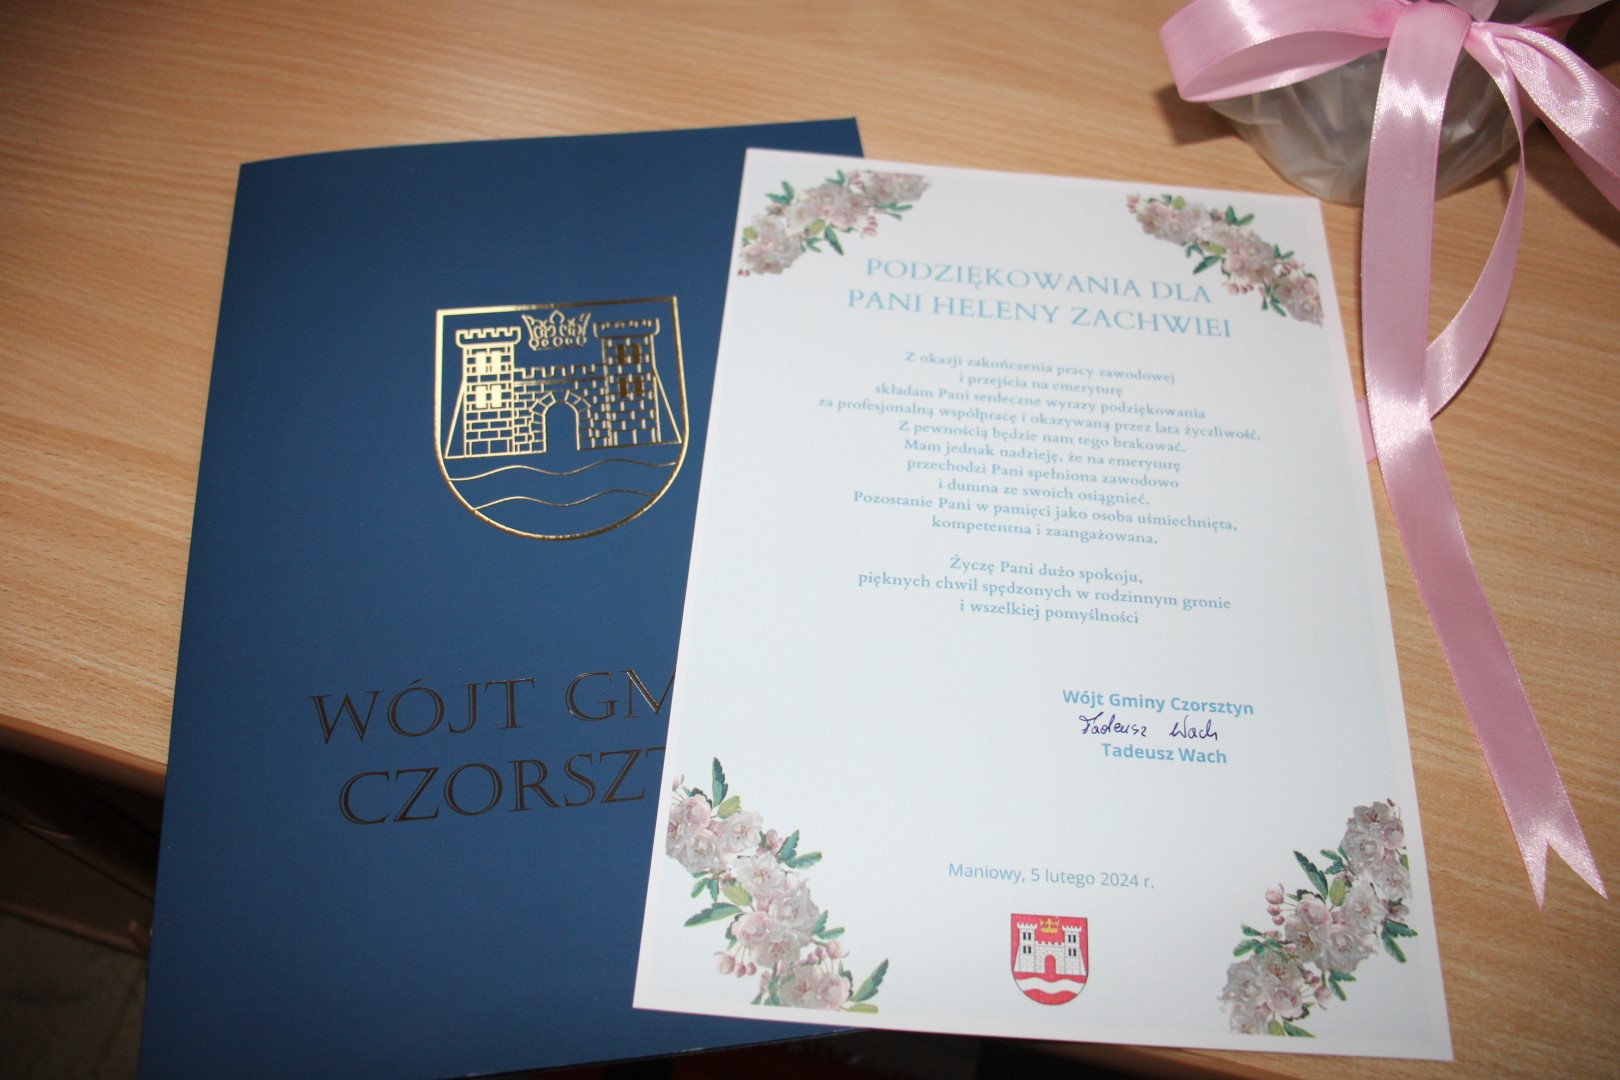 WÓJT GM
CZORSZT
PODZIĘKOWANIA DLA
PANI HELENY ZACHWIEI
Z okazji zakończenia pracy zawodowej
i przejścia na emeryturę
składam Pani serdeczne wyrazy podziękowania
za profesjonalną współpracę i okazywaną przez lata życzliwość.
Z pewnością będzie nam tego brakować.
Mam jednak nadzieję, że na emeryturę
przechodzi Pani spełniona zawodowo
i dumna ze swoich osiągnieć.
Pozostanie Pani w pamięci jako osoba uśmiechnięta,
kompetentna i zaangażowana.
Życzę Pani dużo spokoju,
pięknych chwil spędzonych w rodzinnym gronie
i wszelkiej pomyślności
Wójt Gminy Czorsztyn
Tadeusz Wach
Tadeusz Wach
Maniowy, 5 lutego 2024 r.